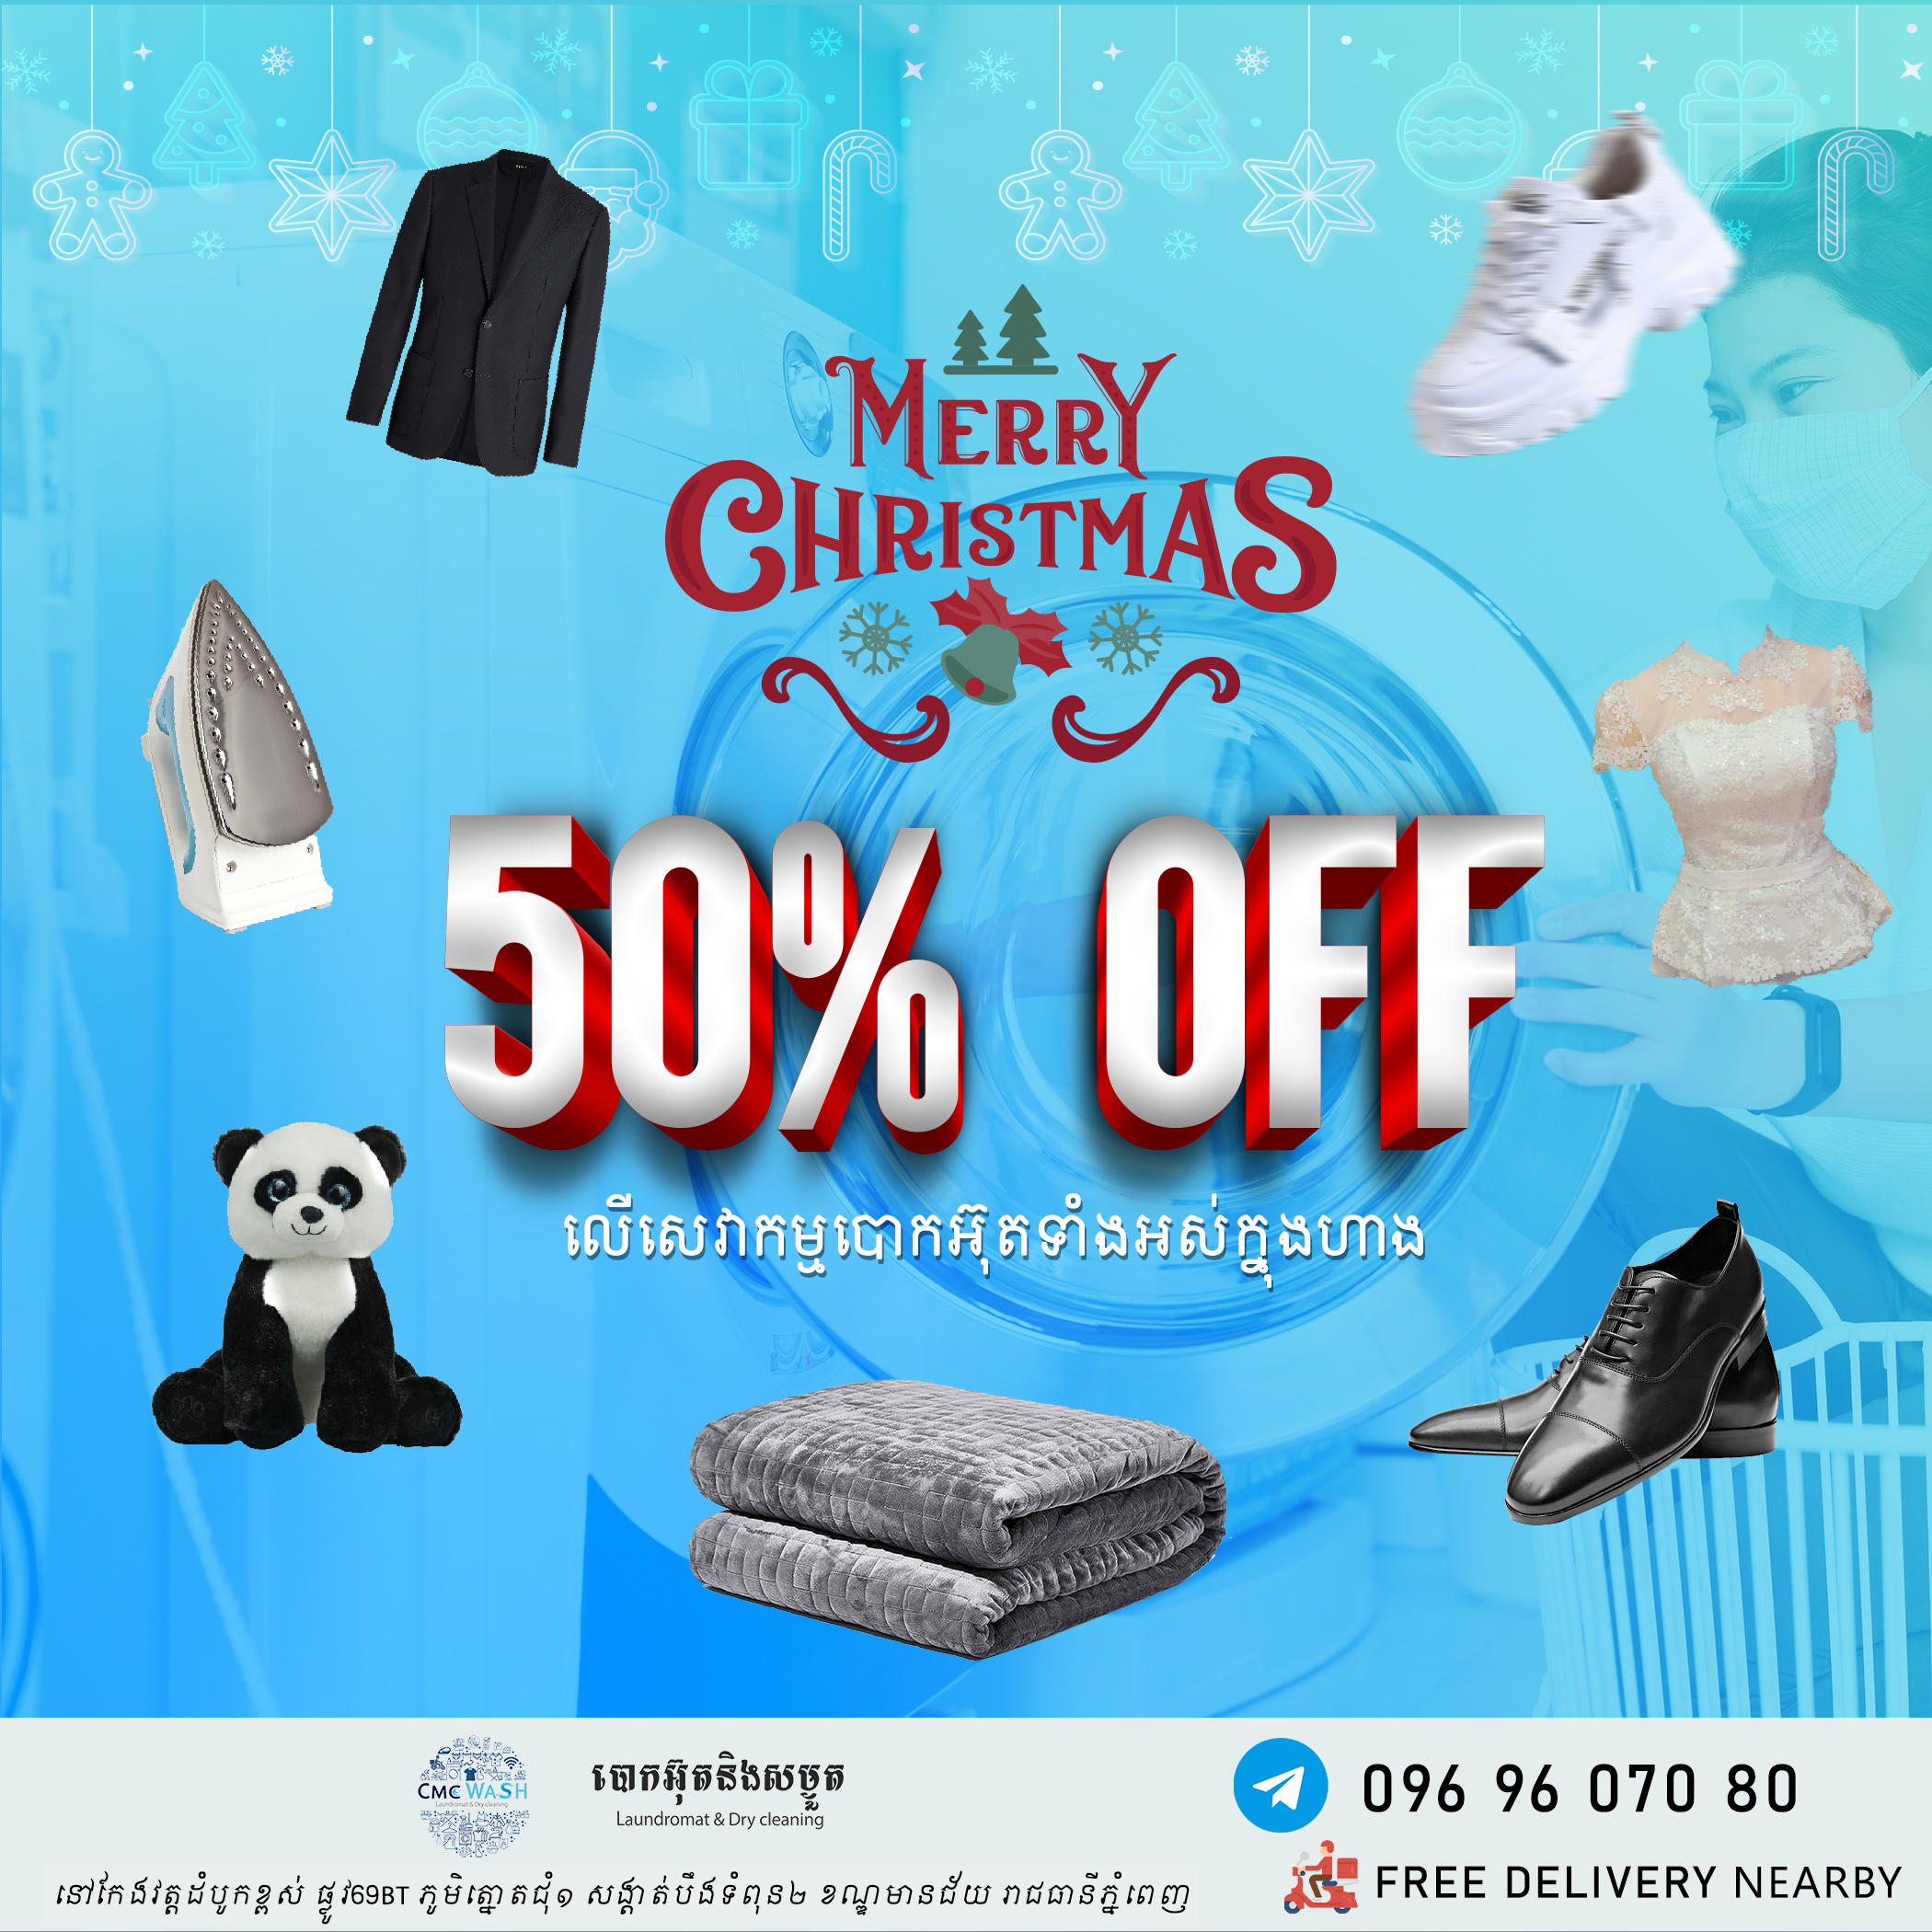 MERRY
CHRISTMAS
50% OFF
លើសេវាកម្មបោកអ៊ុតទាំងអស់ក្នុងហាង
CMC WASH
Laundromat & Dry cleaning
បោកអ៊ុតនិងសម្ងួត
Laundromat & Dry cleaning
096 96 070 80
FREE DELIVERY NEARBY
នៅកែងវត្តដំបូកខ្ពស់ ផ្លូវ69BT ភូមិត្នោតជុំ១ សង្កាត់បឹងទំពុន២ ខណ្ឌមានជ័យ រាជធានីភ្នំពេញ